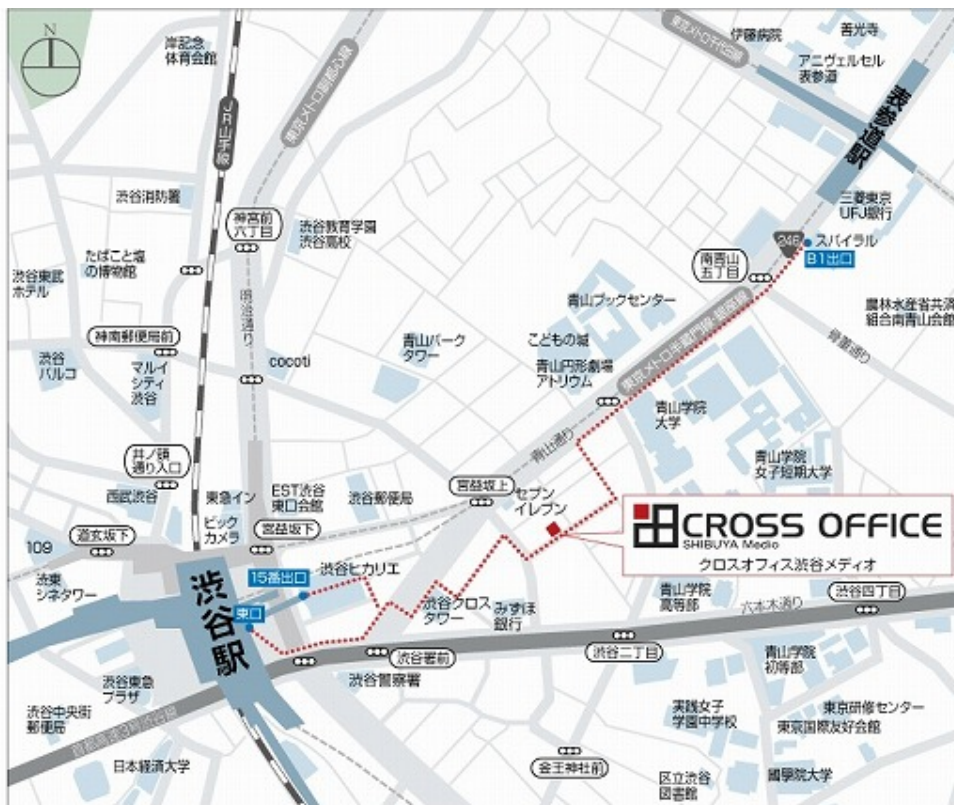 N
岸記念
体育会館
JR山手線
東京メトロ副都心線
東京メトロ千代田線
伊藤病院
善光寺
アニヴェルセル
表参道
表参道駅
三菱東京
UFJ銀行
246
スパイラル
B1出口
南青山
五丁目
農林水産省共済
組合南青山会館
骨董通り
渋谷消防署
神宮前
六丁目
渋谷教育学園
渋谷高校
たばこと塩
の博物館
渋谷東武
ホテル
明治通り
神南郵便局前
渋谷
パルコ
マルイ
シティ
渋谷
cocoti
青山パーク
タワー
青山ブックセンター
こどもの城
青山円形劇場
アトリウム
東京メトロ半蔵門線・銀座線
青山学院
大学
青山学院
女子短期大学
青山通り
井ノ頭
通り入口
西武渋谷
東急イン
EST渋谷
東口会館
渋谷郵便局
宮益坂上
セブン
イレブン
CROSS OFFICE
SHIBUYA Medio
クロスオフィス渋谷メディオ
109
道玄坂下
ビック
カメラ
宮益坂下
渋東
シネタワー
15番出口
渋谷ヒカリエ
東口
渋谷駅
渋谷クロス
タワー
みずほ
銀行
青山学院
高等部
六本木通り
渋谷四丁目
渋谷署前
渋谷二丁目
青山学院
初等部
渋谷警察署
渋谷東急
プラザ
渋谷中央街
郵便局
首都高速3号渋谷線
日本経済大学
実践女子
学園中学校
東京研修センター
東京国際友好会館
金王神社前
区立渋谷
図書館
國學院大学